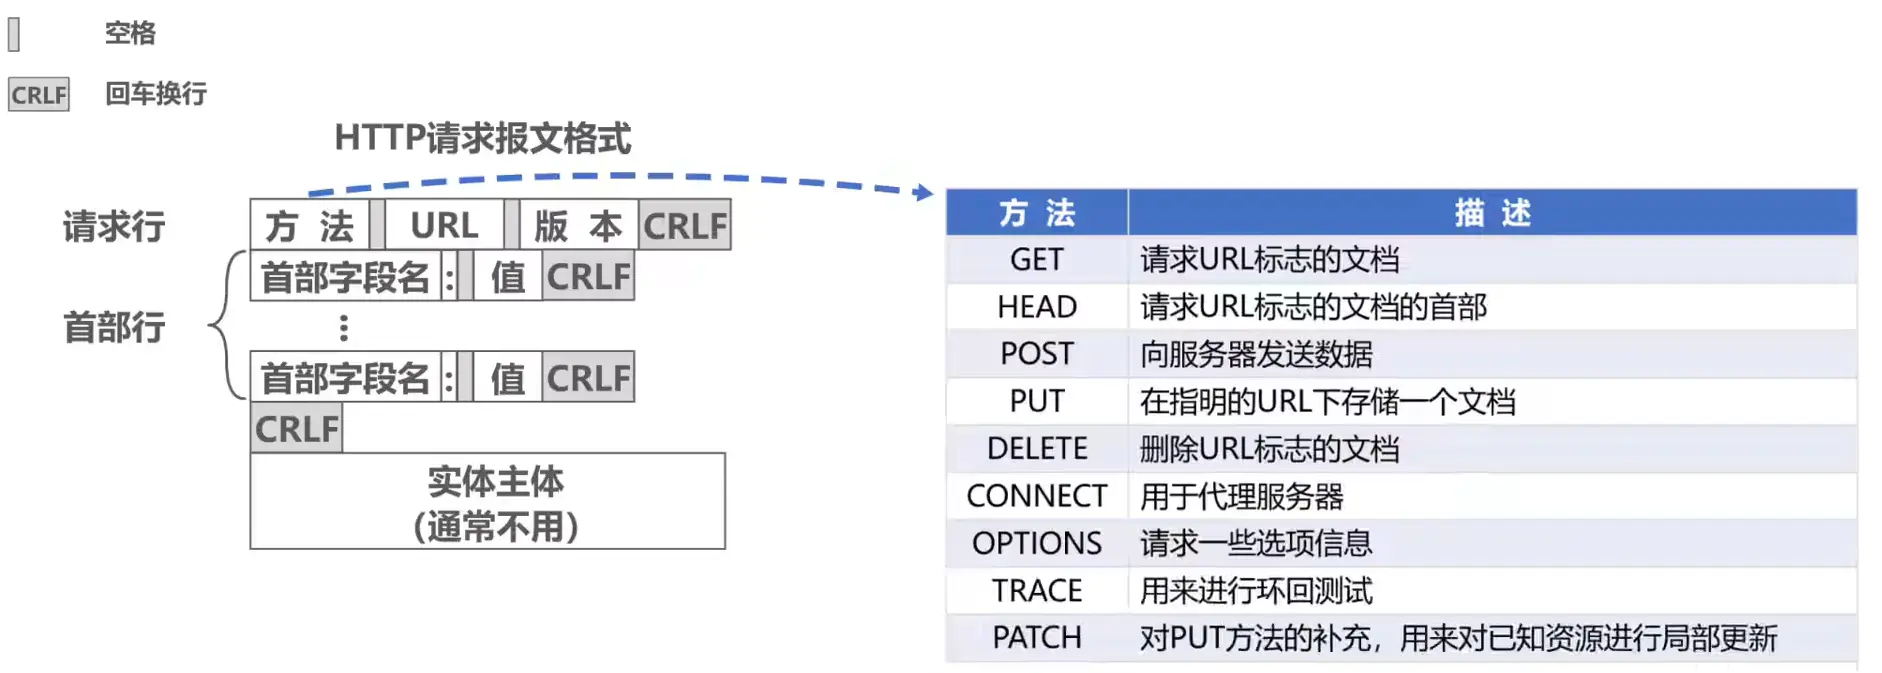 空格
CRLF 回车换行
HTTP请求报文格式
请求行 方 法 URL 版 本 CRLF
首部字段名 : 值 CRLF
首部行 ⋮
首部字段名 : 值 CRLF
CRLF
实体主体
(通常不用)
方 法 描 述
GET 请求URL标志的文档
HEAD 请求URL标志的文档的首部
POST 向服务器发送数据
PUT 在指明的URL下存储一个文档
DELETE 删除URL标志的文档
CONNECT 用于代理服务器
OPTIONS 请求一些选项信息
TRACE 用来进行环回测试
PATCH 对PUT方法的补充，用来对已知资源进行局部更新